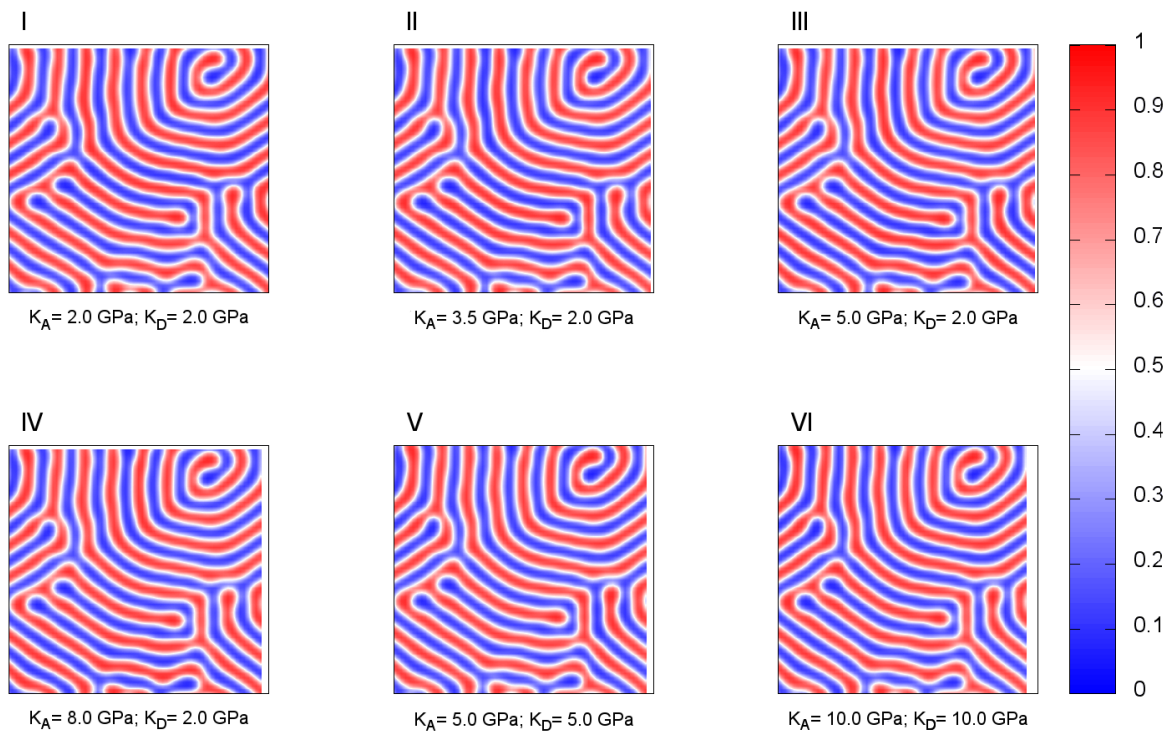 I
II
III
K_A= 2.0 GPa; K_D= 2.0 GPa
K_A= 3.5 GPa; K_D= 2.0 GPa
K_A= 5.0 GPa; K_D= 2.0 GPa
IV
V
VI
K_A= 8.0 GPa; K_D= 2.0 GPa
K_A= 5.0 GPa; K_D= 5.0 GPa
K_A= 10.0 GPa; K_D= 10.0 GPa
1
0.9
0.8
0.7
0.6
0.5
0.4
0.3
0.2
0.1
0